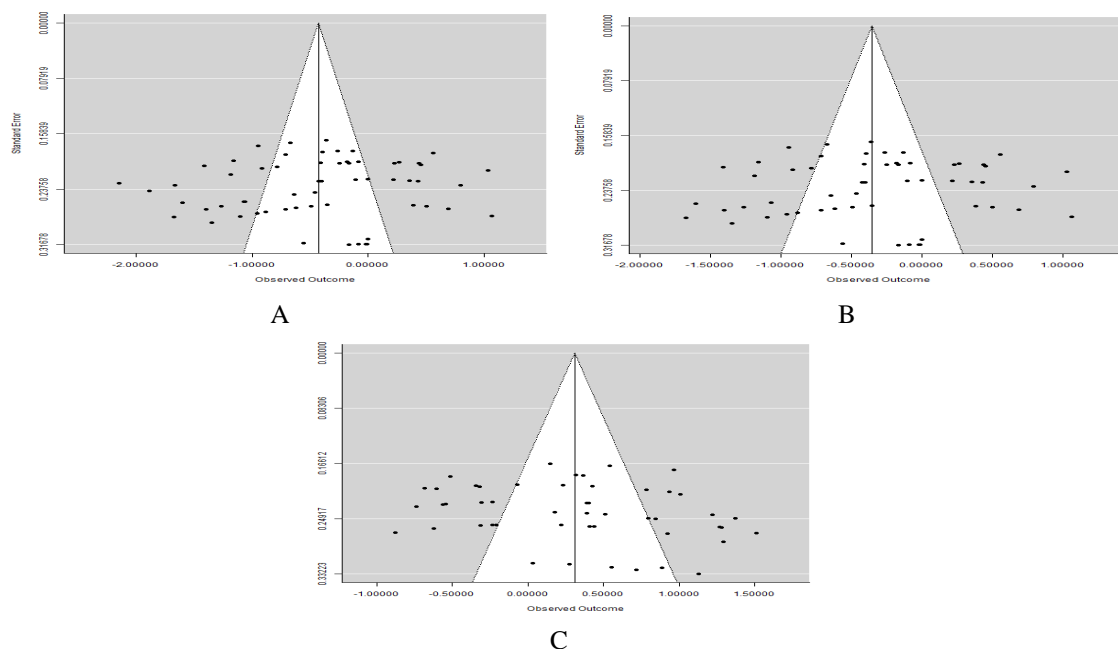 0.00000
0.07919
0.15839
0.23758
0.31678
Standard Error
-2.00000 -1.00000 0.00000 1.00000
Observed Outcome
A
0.00000
0.07919
0.15839
0.23758
0.31678
Standard Error
-2.00000 -1.50000 -1.00000 -0.50000 0.00000 0.50000 1.00000
Observed Outcome
B
0.00000
0.08306
0.16612
0.24917
0.33223
Standard Error
-1.00000 -0.50000 0.00000 0.50000 1.00000 1.50000
Observed Outcome
C